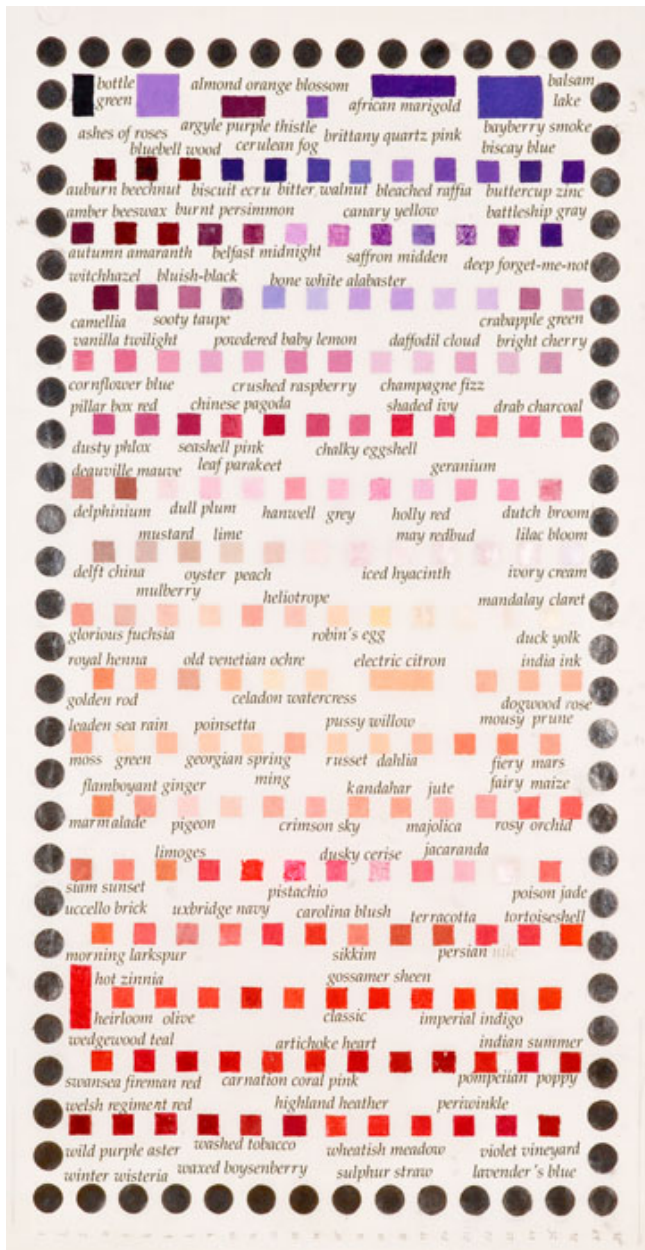 bottle almond orange blossom balsam
green african marigold lake
ashes of roses argyle purple thistle brittany quartz pink bayberry smoke
bluebell wood cerulean fog biscay blue
auburn beechnut biscuit ecru bitter walnut bleached raffia buttercup zinc
amber beeswax burnt persimmon canary yellow battleship gray
autumn amaranth belfast midnight saffron midden deep forget-me-not
witchhazel bluish-black bone white alabaster
camellia sooty taupe crabapple green
vanilla twilight powdered baby lemon daffodil cloud bright cherry
cornflower blue crushed raspberry champagne fizz
pillar box red chinese pagoda shaded ivy drab charcoal
dusty phlox seashell pink chalky eggshell
deauville mauve leaf parakeet geranium
delphinium dull plum hanwell grey holly red dutch broom
mustard lime may redbud lilac bloom
delft china oyster peach iced hyacinth ivory cream
mulberry heliotrope mandalay claret
glorious fuchsia robin's egg duck yolk
royal henna old venetian ochre electric citron india ink
golden rod celadon watercress dogwood rose
leaden sea rain poinsetta pussy willow mousy prune
moss green georgian spring russet dahlia fiery mars
flamboyant ginger ming kandahar jute fairy maize
marmalade pigeon crimson sky majolica rosy orchid
limoges dusky cerise jacaranda
siam sunset pistachio poison jade
uccello brick uxbridge navy carolina blush terracotta tortoiseshell
morning larkspur sikkim persian nile
hot zinnia gossamer sheen
heirloom olive classic imperial indigo
wedgewood teal artichoke heart indian summer
swansea fireman red carnation coral pink pompeiian poppy
welsh regiment red highland heather periwinkle
wild purple aster washed tobacco wheatish meadow violet vineyard
winter wisteria waxed boysenberry sulphur straw lavender's blue